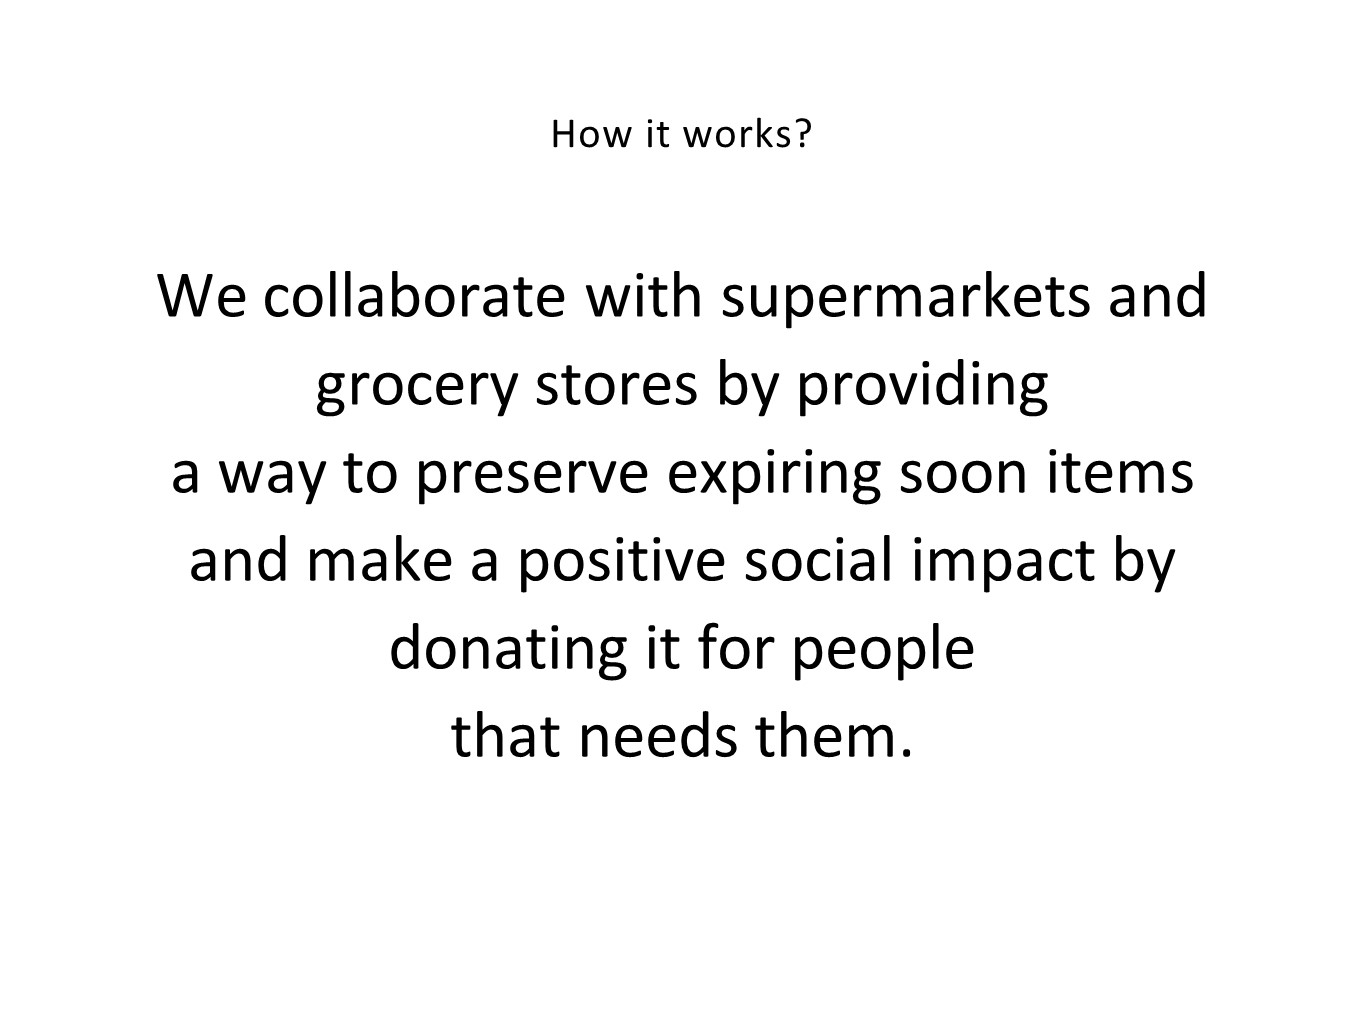 How it works?
We collaborate with supermarkets and
grocery stores by providing
a way to preserve expiring soon items
and make a positive social impact by
donating it for people
that needs them.